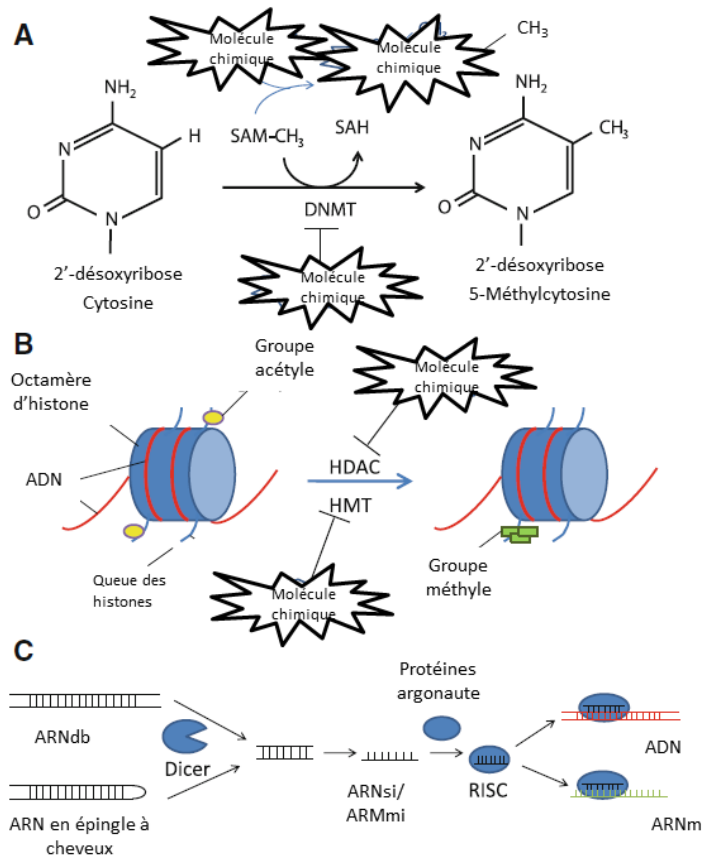 A
Molécule
chimique
Molécule
chimique
CH3
NH2
H
N
O
N
2’-désoxyribose
Cytosine
SAM–CH3
SAH
DNMT
Molécule
chimique
NH2
CH3
N
O
N
2’-désoxyribose
5-Méthylcytosine
B
Groupe
acétyle
Molécule
chimique
Octamère
d’histone
ADN
HDAC
HMT
Queue des
histones
Molécule
chimique
Groupe
méthyle
C
Protéines
argonaute
ARNdb
Dicer
ARN en épingle à
cheveux
ARNsi/
ARMmi
RISC
ADN
ARNm